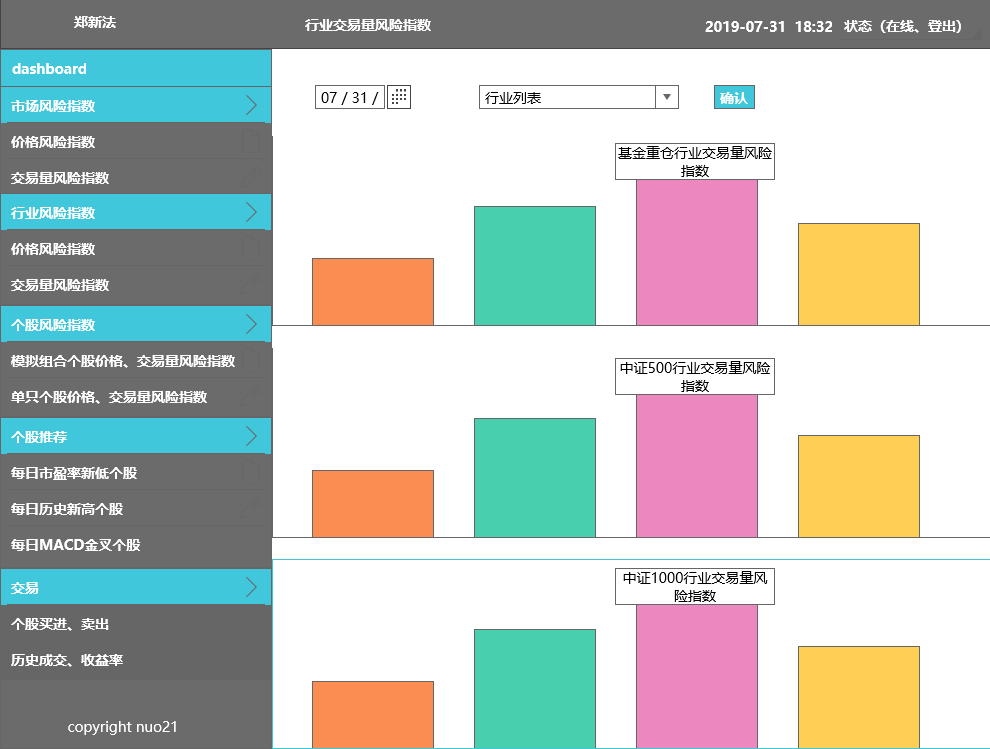 郑新法
行业交易量风险指数
2019-07-31 18:32 状态（在线、登出）
dashboard
市场风险指数
价格风险指数
交易量风险指数
行业风险指数
价格风险指数
交易量风险指数
个股风险指数
模拟组合个股价格、交易量风险指数
单只个股价格、交易量风险指数
个股推荐
每日市盈率新低个股
每日历史新高个股
每日MACD金叉个股
交易
个股买进、卖出
历史成交、收益率
copyright nuo21
07 / 31 /
行业列表
确认
基金重仓行业交易量风险
指数
中证500行业交易量风险
指数
中证1000行业交易量风
险指数